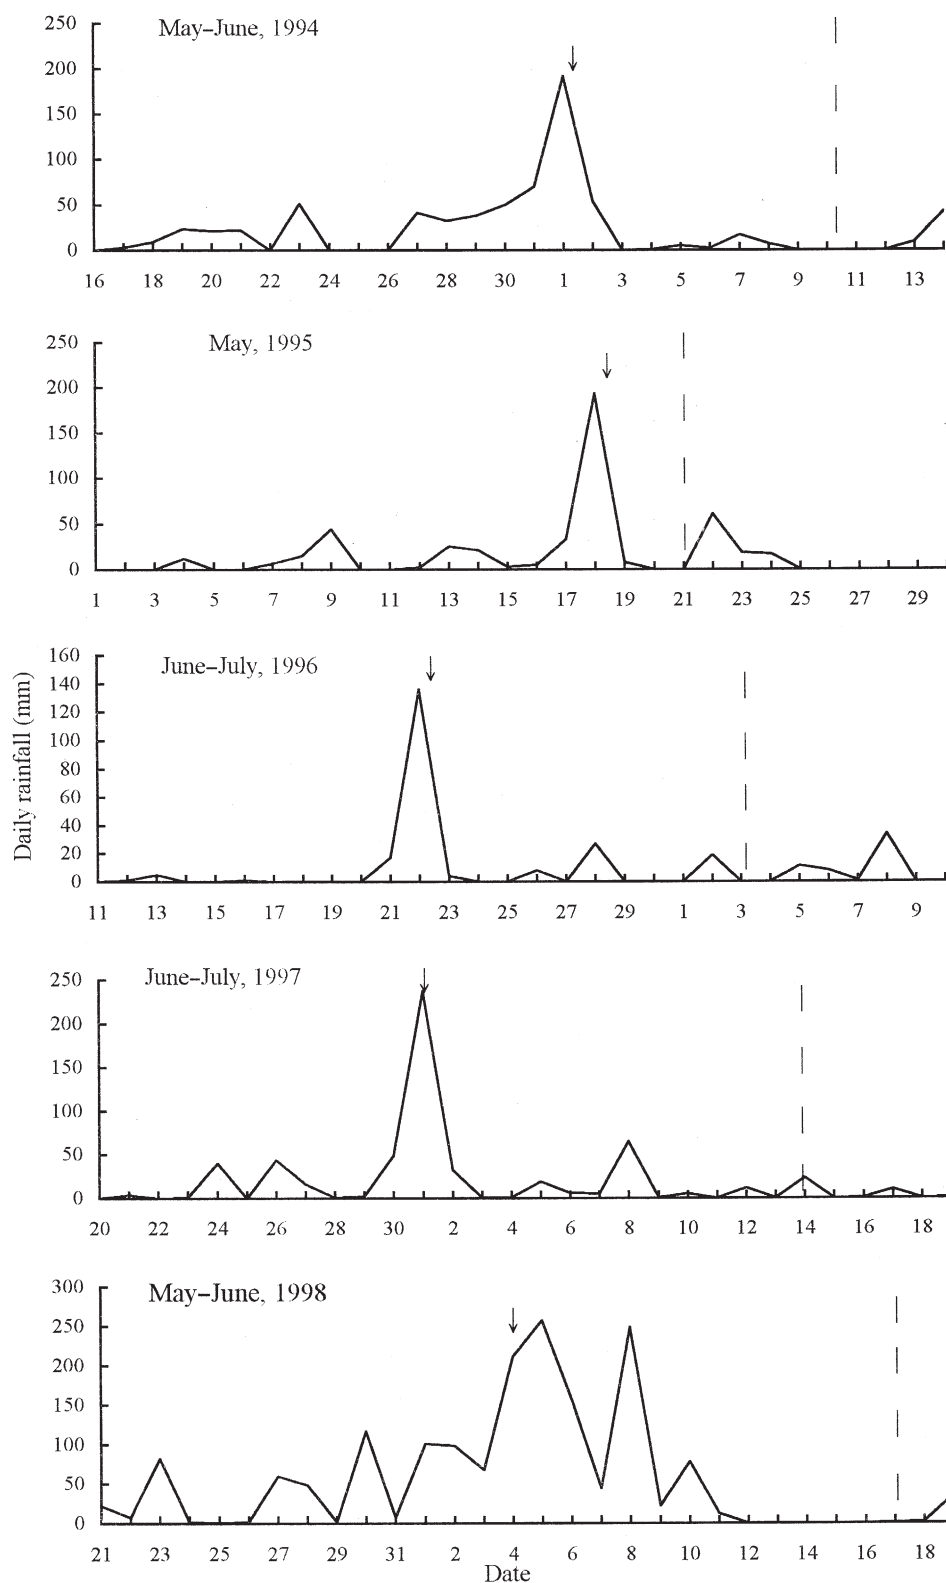 May–June, 1994
250
200
150
100
50
0
16 18 20 22 24 26 28 30 1 3 5 7 9 11 13
May, 1995
250
200
150
100
50
0
1 3 5 7 9 11 13 15 17 19 21 23 25 27 29
June–July, 1996
160
140
120
100
80
60
40
20
0
11 13 15 17 19 21 23 25 27 29 1 3 5 7 9
Daily rainfall (mm)
June–July, 1997
250
200
150
100
50
0
20 22 24 26 28 30 2 4 6 8 10 12 14 16 18
May–June, 1998
300
250
200
150
100
50
0
21 23 25 27 29 31 2 4 6 8 10 12 14 16 18
Date